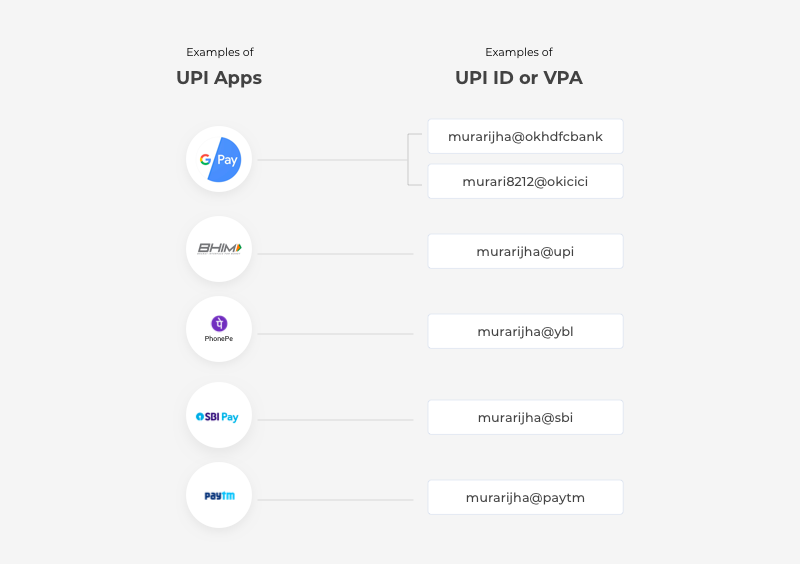 Examples of
UPI Apps
Examples of
UPI ID or VPA
G Pay
murarijha@okhdfcbank
murari8212@okicici
BHIM
murarijha@upi
पे
PhonePe
murarijha@ybl
SBI Pay
murarijha@sbi
paytm
murarijha@paytm